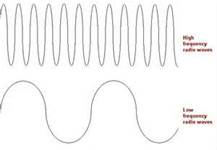 High
frequency
radio waves
Low
frequency
radio waves